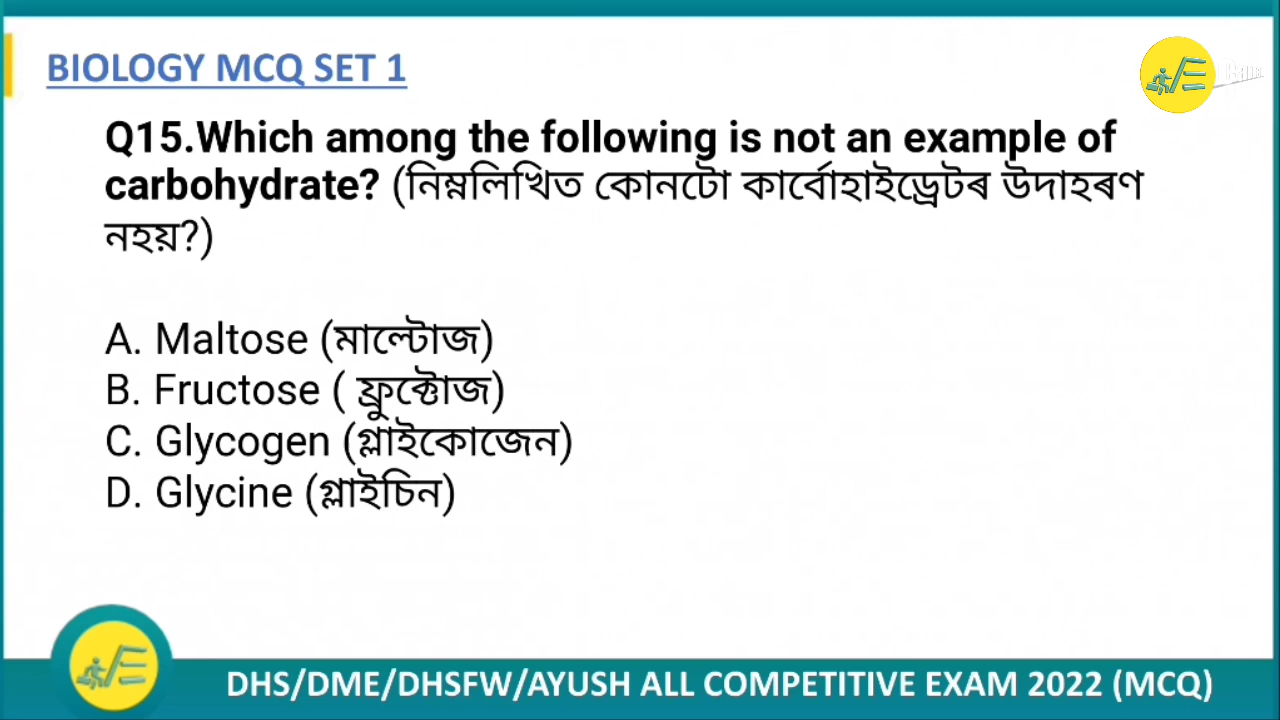 BIOLOGY MCQ SET 1
Q15.Which among the following is not an example of
carbohydrate? (নিম্নলিখিত কোনটো কাৰ্বোহাইড্ৰেটৰ উদাহৰণ
নহয়?)
A. Maltose (মাল্টোজ)
B. Fructose ( ফ্ৰুক্টোজ)
C. Glycogen (গ্লাইকোজেন)
D. Glycine (গ্লাইচিন)
DHS/DME/DHSFW/AYUSH ALL COMPETITIVE EXAM 2022 (MCQ)